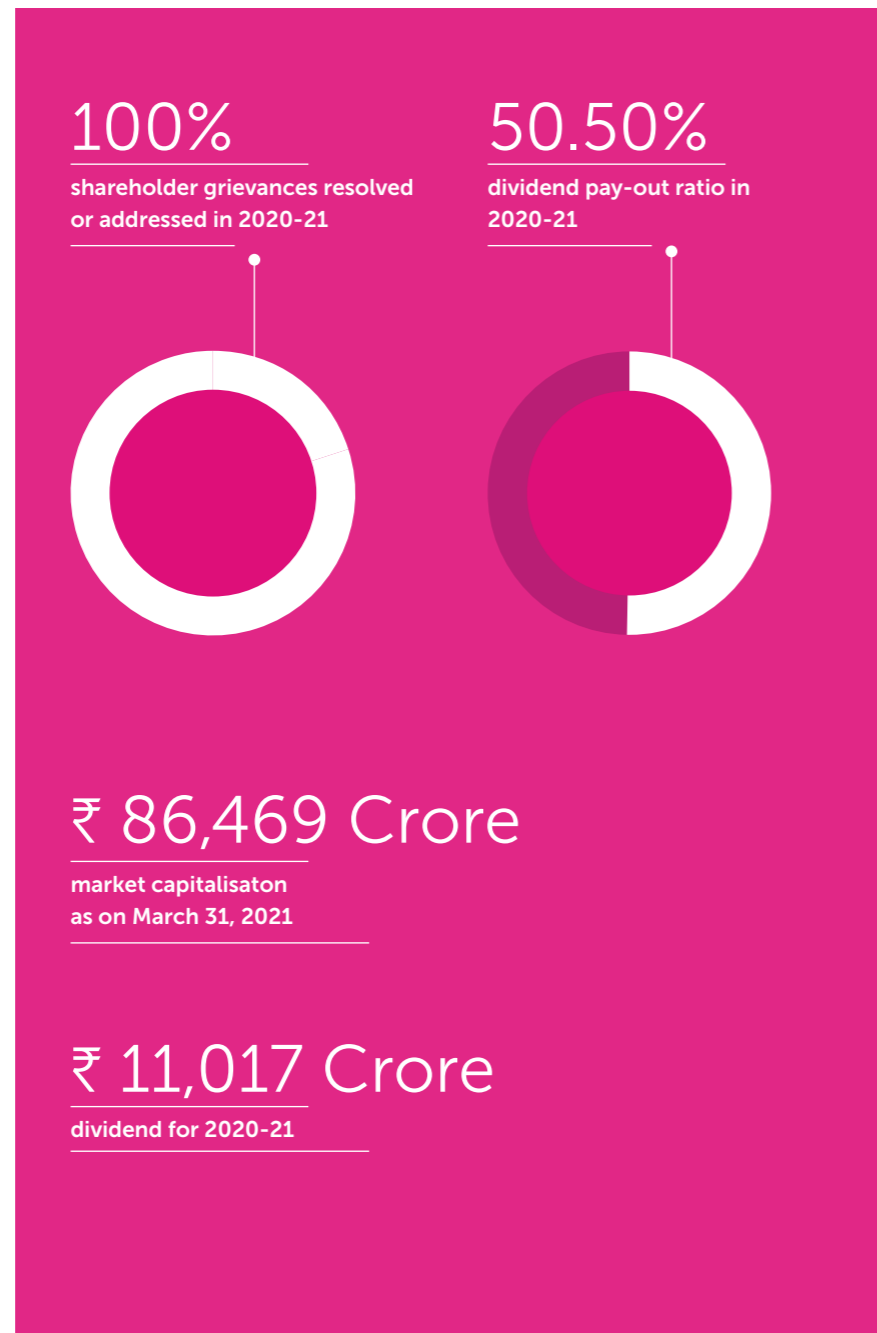 100%
shareholder grievances resolved
or addressed in 2020-21
50.50%
dividend pay-out ratio in
2020-21
₹ 86,469 Crore
market capitalisaton
as on March 31, 2021
₹ 11,017 Crore
dividend for 2020-21